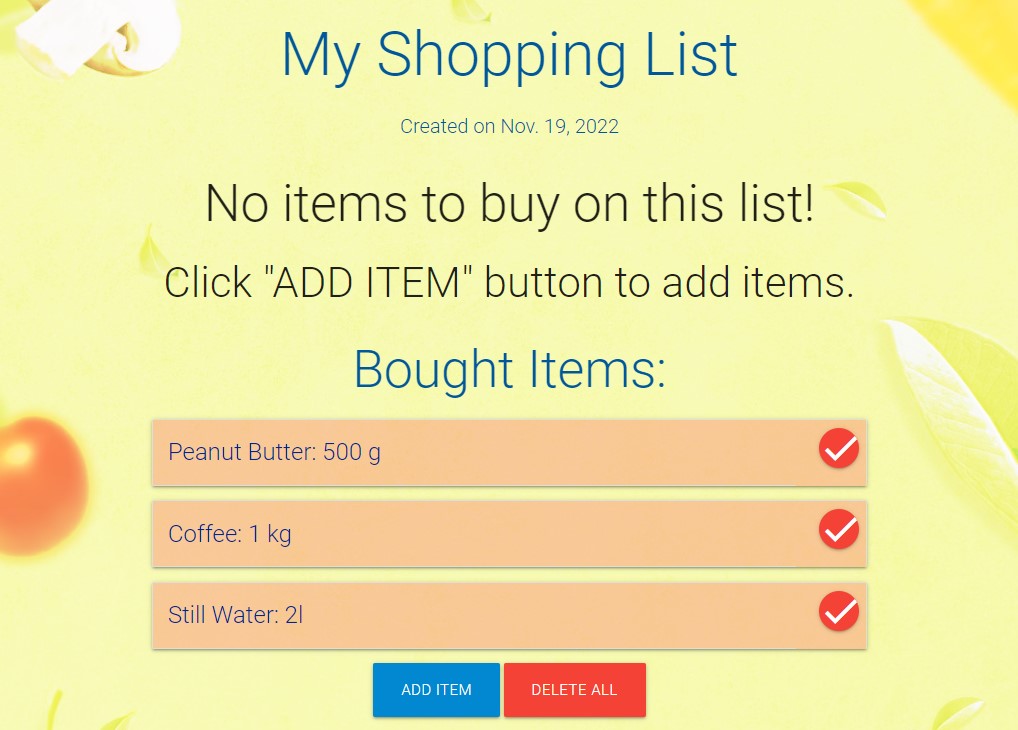 My Shopping List
Created on Nov. 19, 2022
No items to buy on this list!
Click "ADD ITEM" button to add items.
Bought Items:
Peanut Butter: 500 g
Coffee: 1 kg
Still Water: 2l
ADD ITEM DELETE ALL